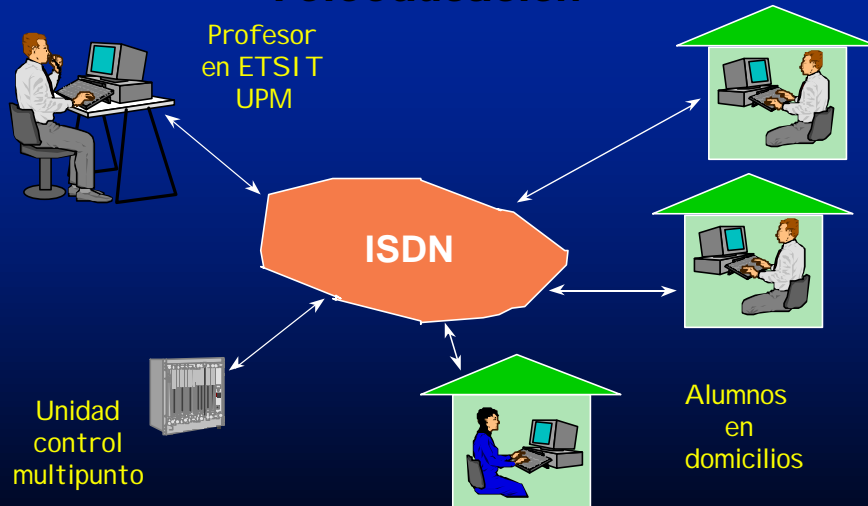 Profesor
en ETSIT
UPM
ISDN
Unidad
control
multipunto
Alumnos
en
domicilios